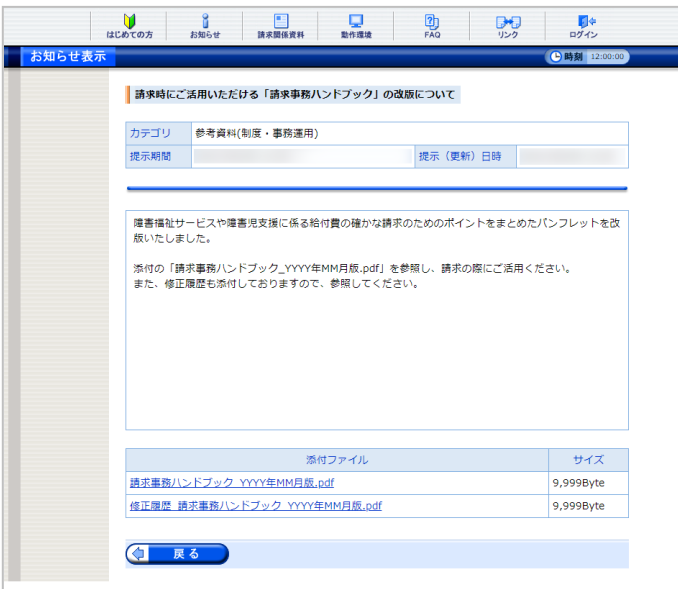 はじめての方
お知らせ
請求関係資料
動作環境
FAQ
リンク
ログイン
お知らせ表示
時刻 12:00:00
請求時にご活用いただける「請求事務ハンドブック」の改版について
カテゴリ 参考資料(制度・事務運用)
提示期間 提示（更新）日時
障害福祉サービスや障害児支援に係る給付費の確かな請求のためのポイントをまとめたパンフレットを改
版いたしました。
添付の「請求事務ハンドブック_YYYY年MM月版.pdf」を参照し、請求の際にご活用ください。
また、修正履歴も添付しておりますので、参照してください。
添付ファイル サイズ
請求事務ハンドブック_YYYY年MM月版.pdf 9,999Byte
修正履歴_請求事務ハンドブック_YYYY年MM月版.pdf 9,999Byte
戻る